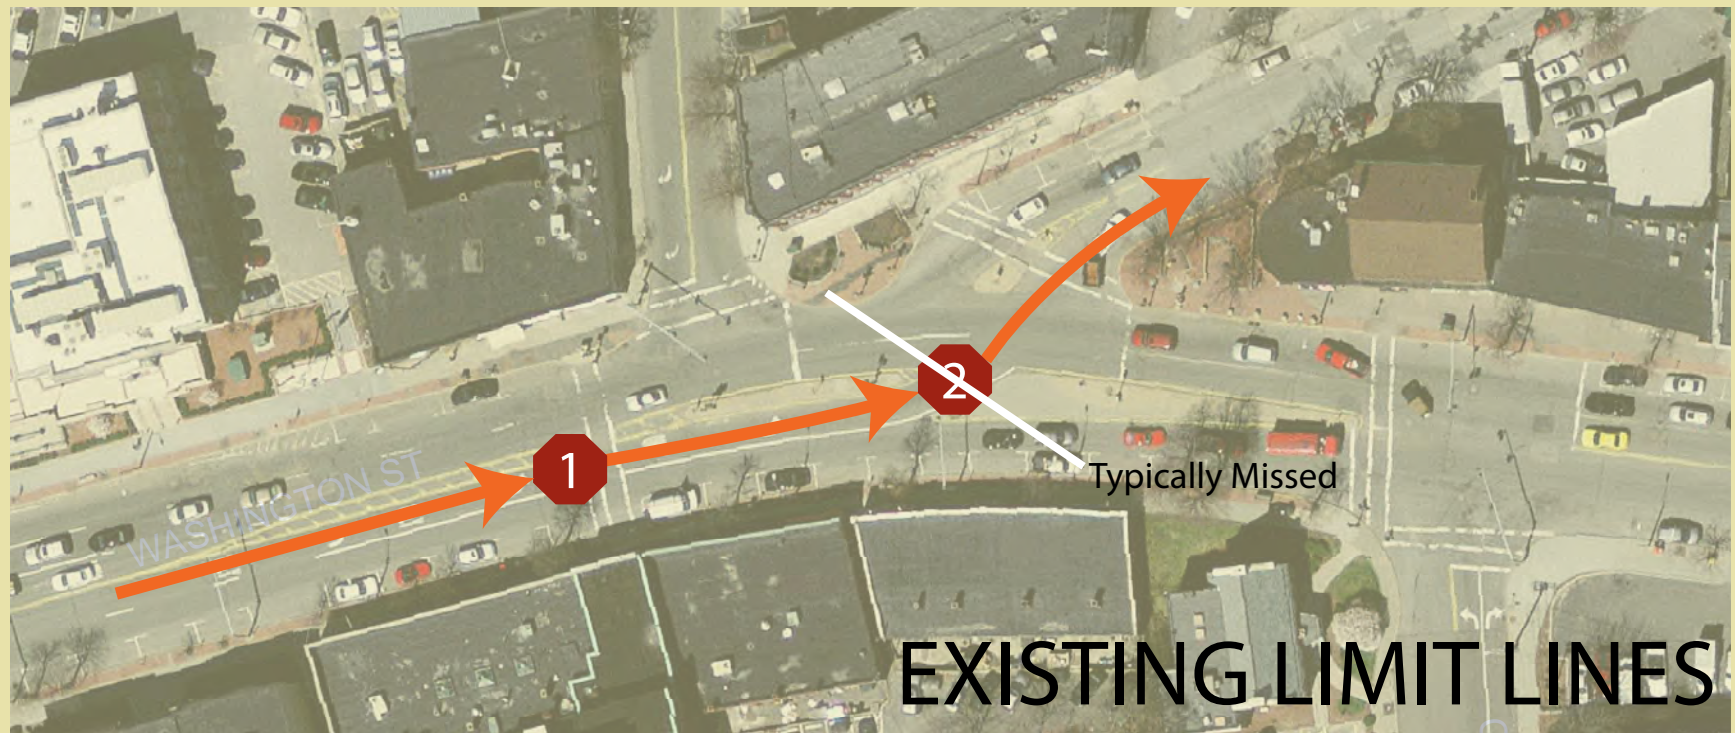 2
1
WASHINGTON ST
Typically Missed
EXISTING LIMIT LINES